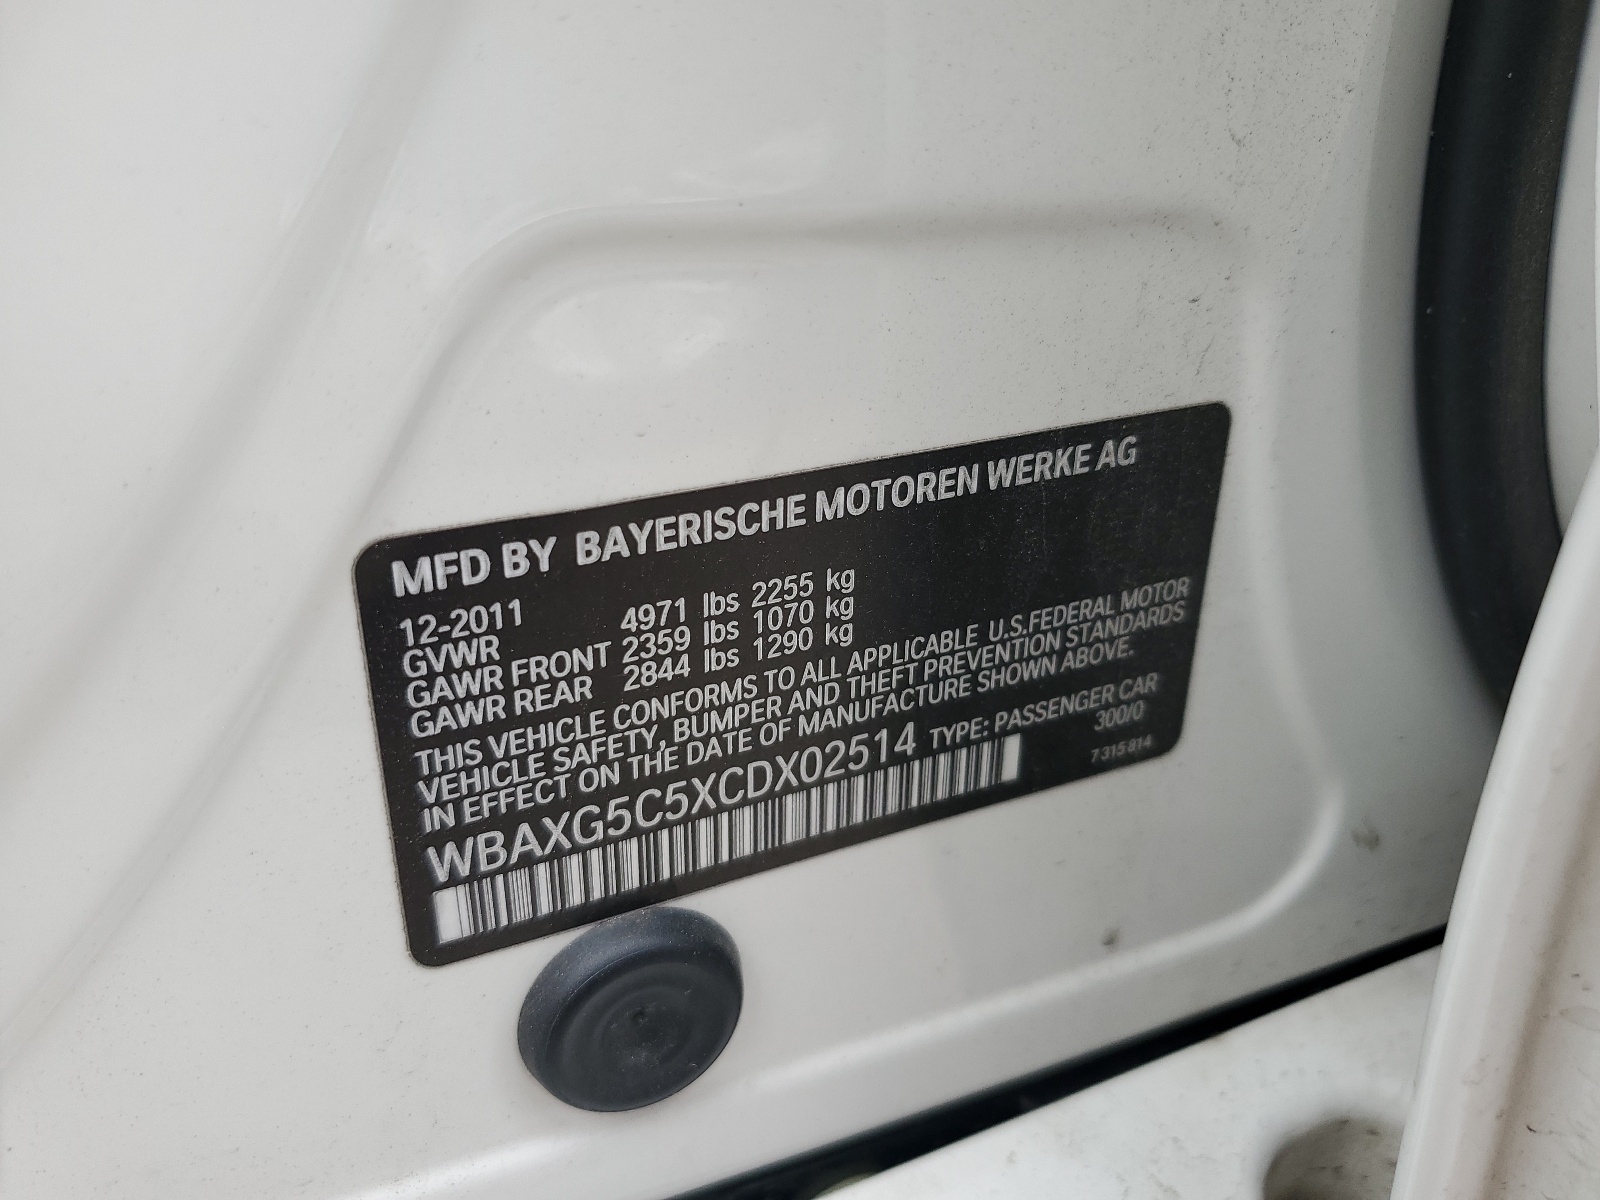 MFD BY BAYERISCHE MOTOREN WERKE AG
12-2011
GVWR 4971 lbs 2255 kg
GAWR FRONT 2359 lbs 1070 kg
GAWR REAR 2844 lbs 1290 kg
THIS VEHICLE CONFORMS TO ALL APPLICABLE U.S.FEDERAL MOTOR
VEHICLE SAFETY, BUMPER AND THEFT PREVENTION STANDARDS
IN EFFECT ON THE DATE OF MANUFACTURE SHOWN ABOVE.
WBAXG5C5XCDX02514 TYPE: PASSENGER CAR
300/0
7 315 814